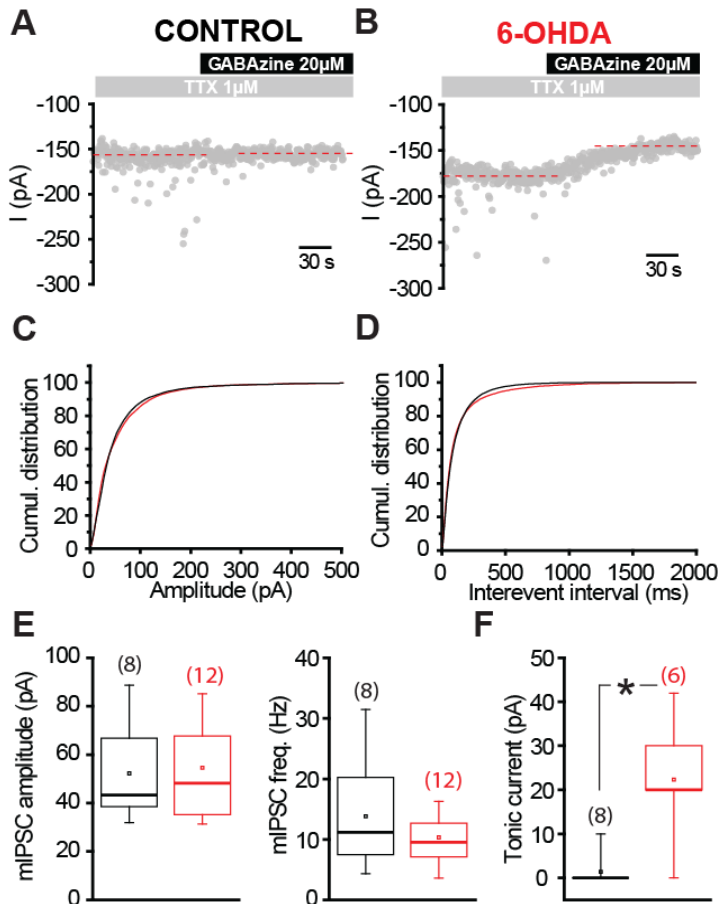 A CONTROL
GABAzine 20µM
TTX 1µM
I (pA)
-100
-150
-200
-250
-300
30 s
B 6-OHDA
GABAzine 20µM
TTX 1µM
I (pA)
-100
-150
-200
-250
-300
30 s
C
Cumul. distribution
100
80
60
40
20
0
0 100 200 300 400 500
Amplitude (pA)
D
Cumul. distribution
100
80
60
40
20
0
0 500 1000 1500 2000
Interevent interval (ms)
E
mIPSC amplitude (pA)
100
80
60
40
20
0
(8)
(12)
mIPSC freq. (Hz)
40
30
20
10
0
(8)
(12)
F
Tonic current (pA)
50
40
30
20
10
0
(8)
*
(6)